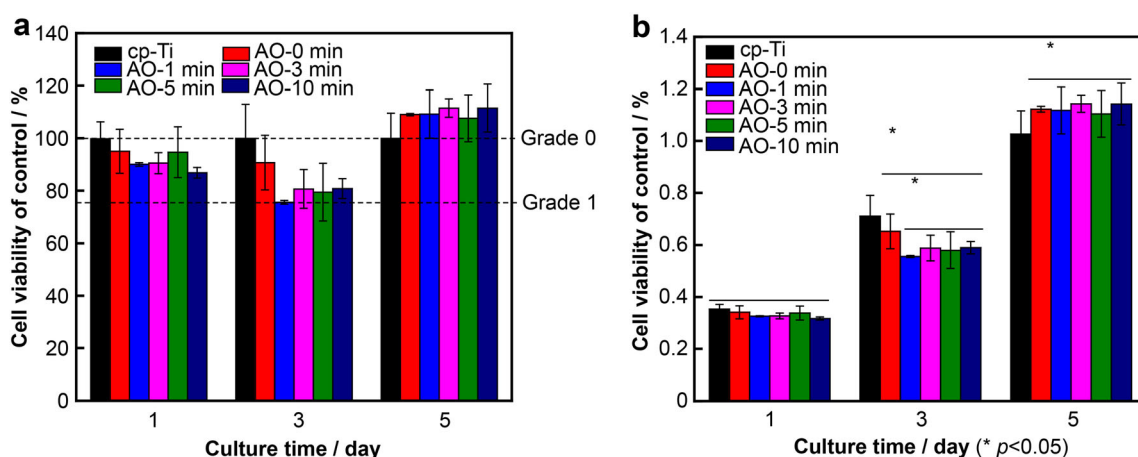 a
Cell viability of control / %
140
120
100
80
60
40
20
0
cp-Ti
AO-0 min
AO-1 min
AO-3 min
AO-5 min
AO-10 min
Grade 0
Grade 1
1 3 5
Culture time / day
b
Cell viability of control / %
1.4
1.2
1.0
0.8
0.6
0.4
0.2
0
cp-Ti
AO-0 min
AO-1 min
AO-3 min
AO-5 min
AO-10 min
*
*
*
1 3 5
Culture time / day (* p<0.05)